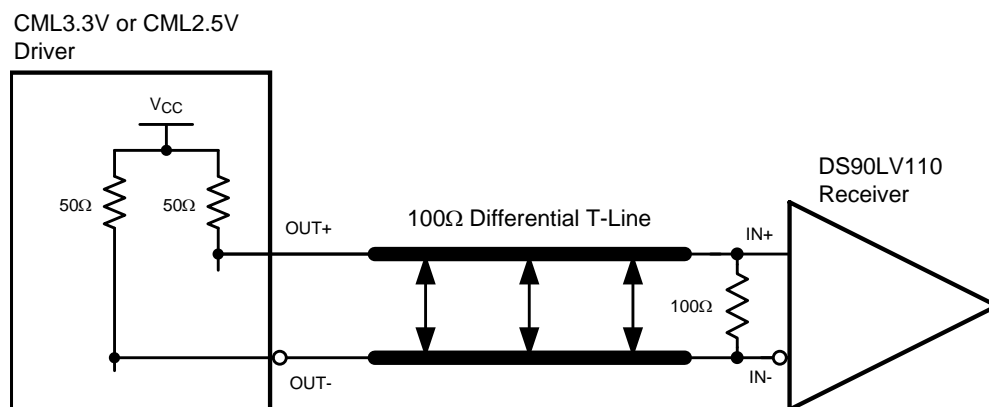 CML3.3V or CML2.5V
Driver
VCC
50Ω
50Ω
OUT+
100Ω Differential T-Line
IN+
DS90LV110
Receiver
100Ω
OUT-
IN-